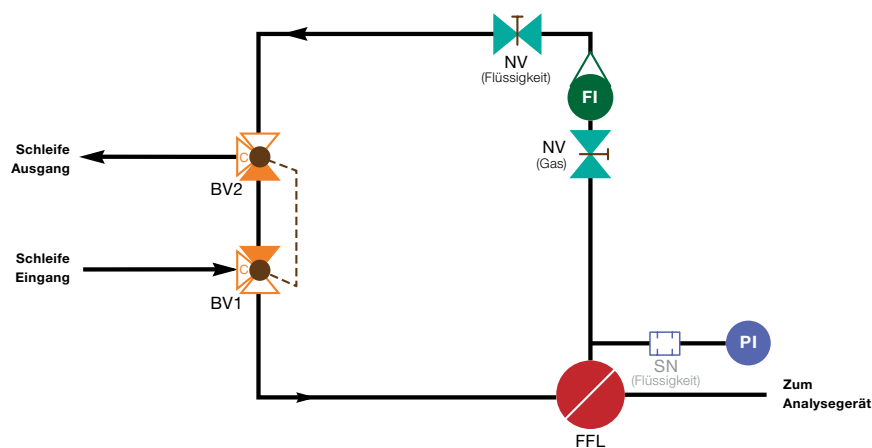 NV
(Flüssigkeit)
FI
NV
(Gas)
Schleife
Ausgang
C
BV2
Schleife
Eingang
C
BV1
PI
SN
(Flüssigkeit)
Zum
Analysegerät
FFL